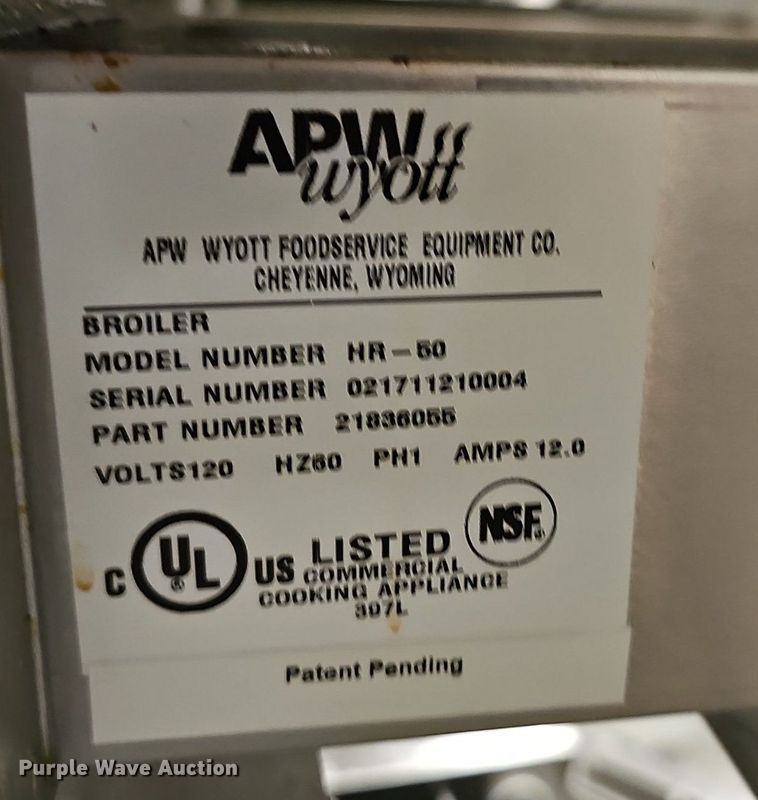 APW
wyott
APW WYOTT FOODSERVICE EQUIPMENT CO.
CHEYENNE, WYOMING
BROILER
MODEL NUMBER HR-50
SERIAL NUMBER 021711210004
PART NUMBER 21836055
VOLTS120 HZ60 PH1 AMPS 12.0
C UL ® US LISTED NSF
COMMERCIAL
COOKING APPLIANCE
397L
Patent Pending
Purple Wave Auction